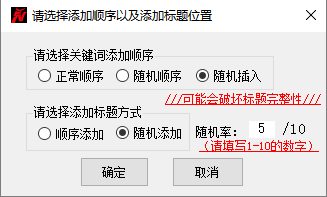 请选择添加顺序以及添加标题位置
请选择关键词添加顺序
正常顺序 随机顺序 随机插入
///可能会破坏标题完整性///
请选择添加标题方式
顺序添加 随机添加 随机率: 5 /10
(请填写1-10的数字)
确定 取消